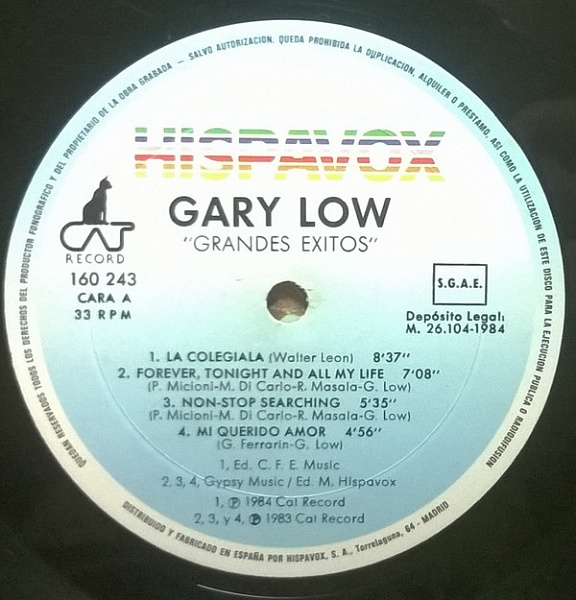 QUEDAN RESERVADOS TODOS LOS DERECHOS DEL PRODUCTOR FONOGRAFICO Y DEL PROPIETARIO DE LA OBRA GRABADA – SALVO AUTORIZACION, QUEDA PROHIBIDA LA DUPLICACION, ALQUILER O PRESTAMO, ASI COMO LA UTILIZACION DE ESTE DISCO PARA LA EJECUCION PUBLICA O RADIODIFUSION
HISPAVOX
GARY LOW
"GRANDES EXITOS"
CAT
RECORD
160 243
CARA A
33 RPM
S.G.A.E.
Depósito Legal:
M. 26.104-1984
1. LA COLEGIALA (Walter Leon) 8'37''
2. FOREVER, TONIGHT AND ALL MY LIFE 7'08''
(P. Micioni-M. Di Carlo-R. Masala-G. Low)
3. NON-STOP SEARCHING 5'35''
(P. Micioni-M. Di Carlo-R. Masala-G. Low)
4. MI QUERIDO AMOR 4'56''
(G. Ferrarin-G. Low)
1, Ed. C. F. E. Music
2, 3, 4, Gypsy Music / Ed. M. Hispavox
1, Ⓟ 1984 Cat Record
2, 3, y 4, Ⓟ 1983 Cat Record
DISTRIBUIDO Y FABRICADO EN ESPAÑA POR HISPAVOX, S. A., Torrelaguna, 64 - MADRID